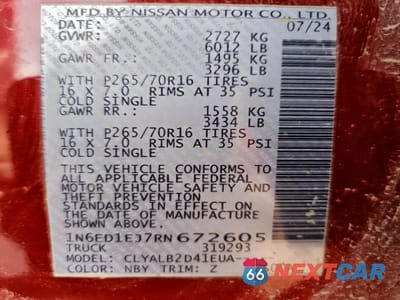 MFD BY NISSAN MOTOR CO., LTD.
DATE: 07/24
GVWR: 2727 KG
6012 LB
GAWR FR.: 1495 KG
3296 LB
WITH P265/70R16 TIRES
16 X 7.0 RIMS AT 35 PSI
COLD SINGLE
GAWR RR.: 1558 KG
3434 LB
WITH P265/70R16 TIRES
16 X 7.0 RIMS AT 35 PSI
COLD SINGLE
THIS VEHICLE CONFORMS TO
ALL APPLICABLE FEDERAL
MOTOR VEHICLE SAFETY AND
THEFT PREVENTION
STANDARDS IN EFFECT ON
THE DATE OF MANUFACTURE
SHOWN ABOVE.
1N6ED1EJ7RN672605
TRUCK 319293
MODEL: CLYALB2D41EUA-
COLOR: NBY TRIM: Z
66 NEXTCAR